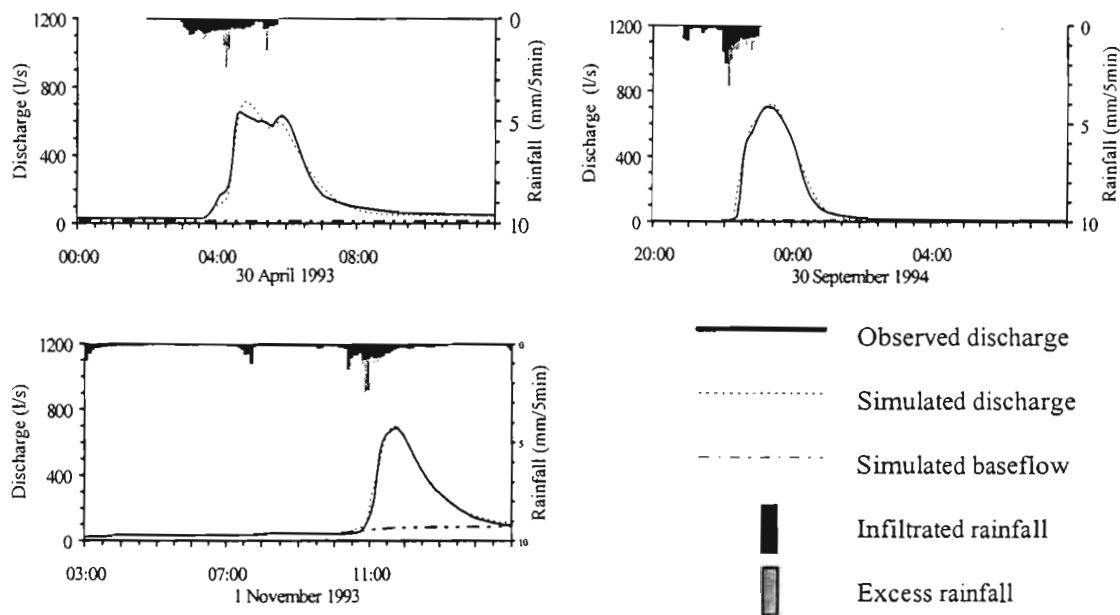 1200
800
400
0
Discharge (l/s)
0
5
10
Rainfall (mm/5min)
00:00 04:00 08:00
30 April 1993
1200
800
400
0
Discharge (l/s)
0
5
10
Rainfall (mm/5min)
20:00 00:00 04:00
30 September 1994
1200
800
400
0
Discharge (l/s)
0
5
10
Rainfall (mm/5min)
03:00 07:00 11:00
1 November 1993
Observed discharge
Simulated discharge
Simulated baseflow
Infiltrated rainfall
Excess rainfall